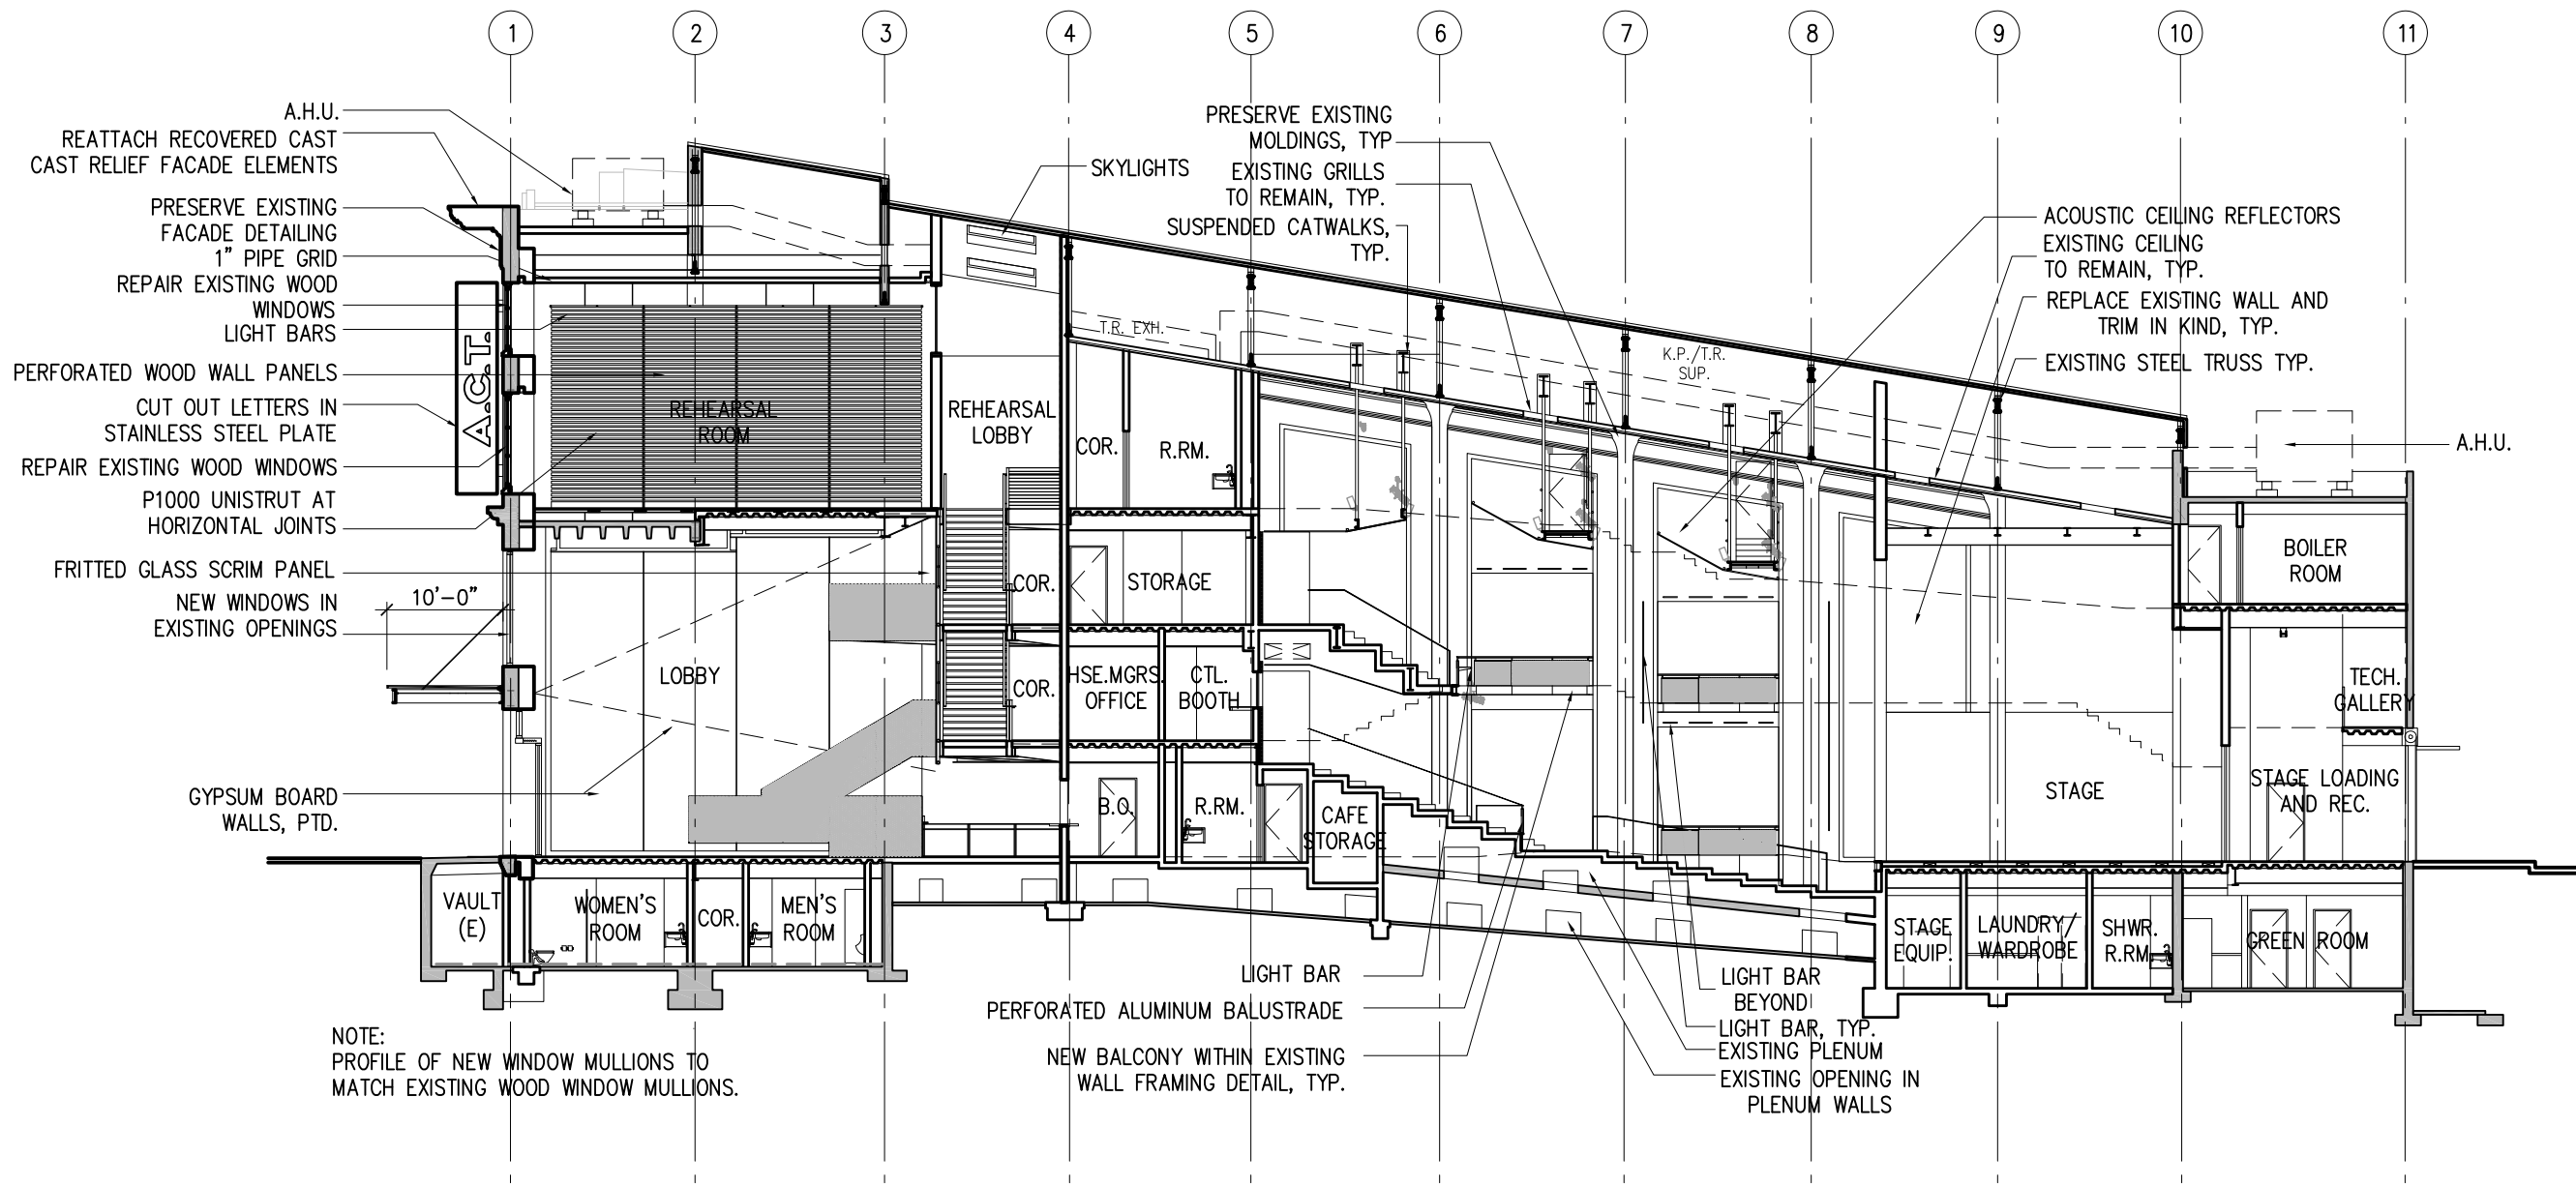 1 2 3 4 5 6 7 8 9 10 11
A.H.U.
REATTACH RECOVERED CAST
CAST RELIEF FACADE ELEMENTS
PRESERVE EXISTING
FACADE DETAILING
1" PIPE GRID
REPAIR EXISTING WOOD
WINDOWS
LIGHT BARS
PERFORATED WOOD WALL PANELS
CUT OUT LETTERS IN
STAINLESS STEEL PLATE
REPAIR EXISTING WOOD WINDOWS
P1000 UNISTRUT AT
HORIZONTAL JOINTS
FRITTED GLASS SCRIM PANEL
NEW WINDOWS IN
EXISTING OPENINGS
10'-0"
GYPSUM BOARD
WALLS, PTD.
A.C.T.
SKYLIGHTS
PRESERVE EXISTING
MOLDINGS, TYP
EXISTING GRILLS
TO REMAIN, TYP.
SUSPENDED CATWALKS,
TYP.
ACOUSTIC CEILING REFLECTORS
EXISTING CEILING
TO REMAIN, TYP.
REPLACE EXISTING WALL AND
TRIM IN KIND, TYP.
EXISTING STEEL TRUSS TYP.
A.H.U.
T.R. EXH.
K.P./T.R.
SUP.
REHEARSAL
ROOM
REHEARSAL
LOBBY
COR.
R.RM.
COR.
STORAGE
BOILER
ROOM
LOBBY
COR.
HSE.MGRS.
OFFICE
CTL.
BOOTH
TECH.
GALLERY
B.O.
R.RM.
CAFE
STORAGE
STAGE
STAGE LOADING
AND REC.
VAULT
(E)
WOMEN'S
ROOM
COR.
MEN'S
ROOM
STAGE
EQUIP.
LAUNDRY/
WARDROBE
SHWR.
R.RM.
GREEN ROOM
LIGHT BAR
PERFORATED ALUMINUM BALUSTRADE
NEW BALCONY WITHIN EXISTING
WALL FRAMING DETAIL, TYP.
LIGHT BAR
BEYOND
LIGHT BAR, TYP.
EXISTING PLENUM
EXISTING OPENING IN
PLENUM WALLS
NOTE:
PROFILE OF NEW WINDOW MULLIONS TO
MATCH EXISTING WOOD WINDOW MULLIONS.